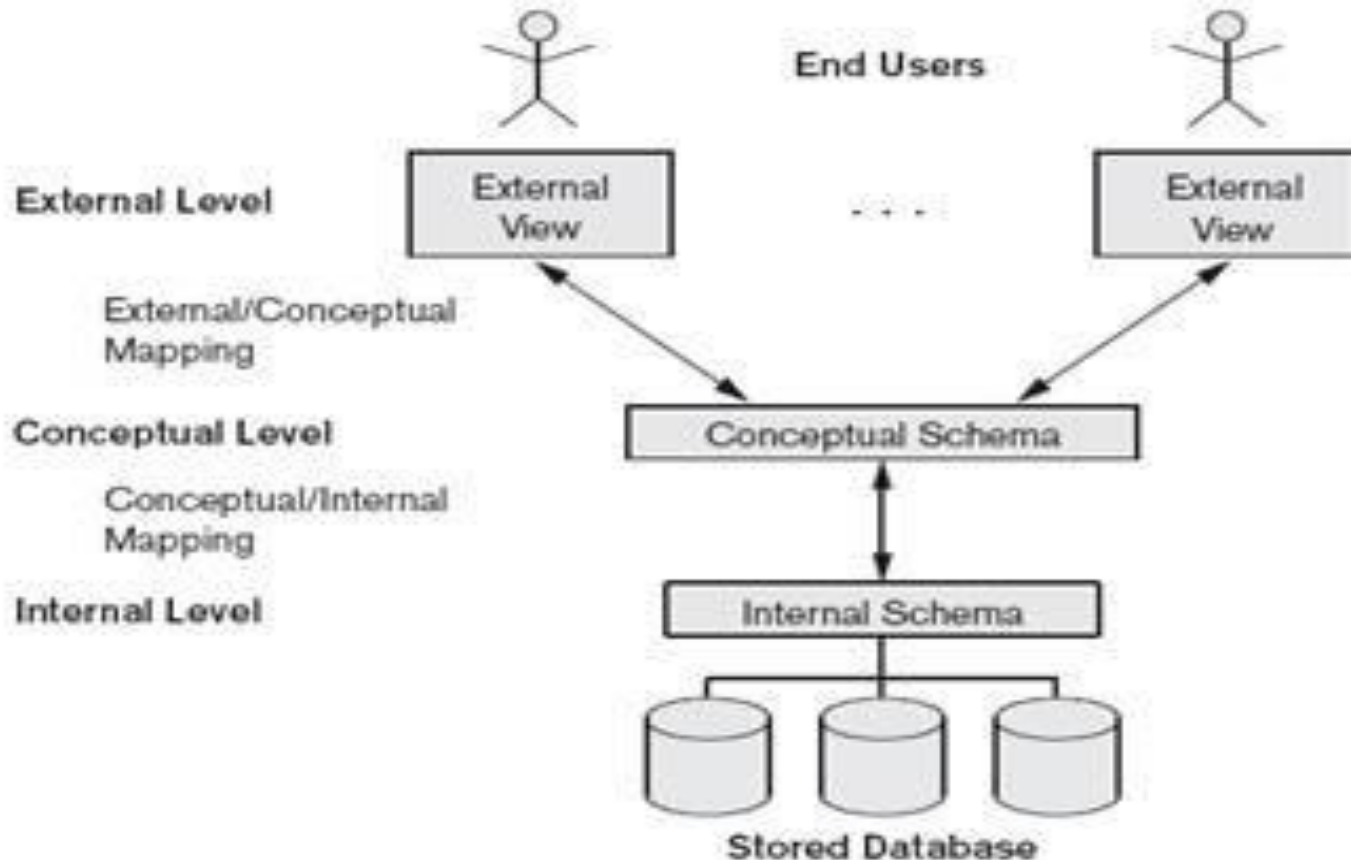 End Users
External Level
External
View
. . .
External
View
External/Conceptual
Mapping
Conceptual Level
Conceptual Schema
Conceptual/Internal
Mapping
Internal Level
Internal Schema
Stored Database